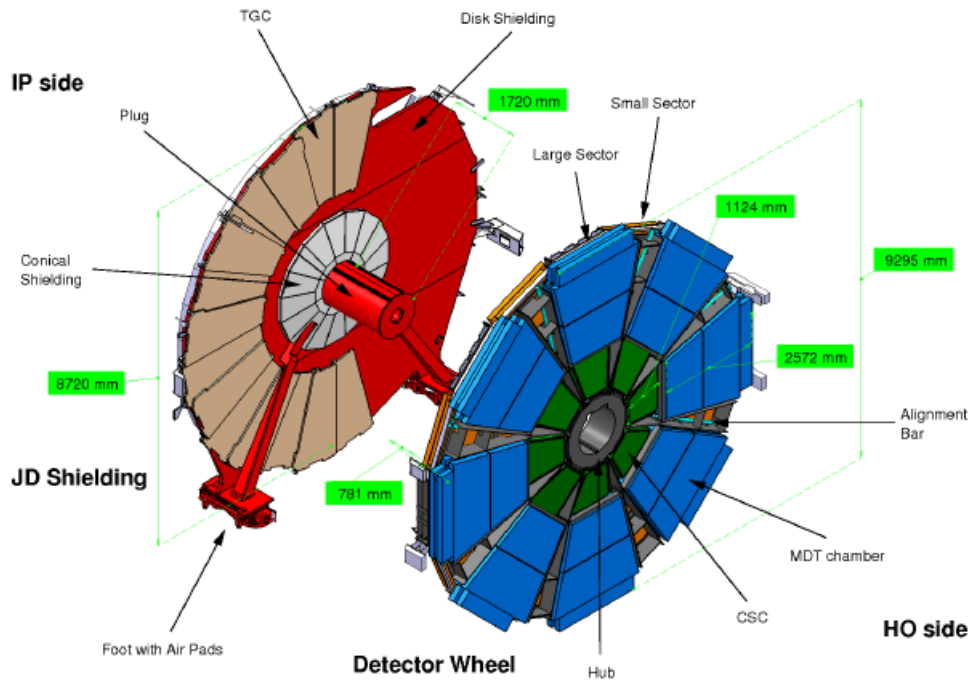 TGC
Disk Shielding
IP side
1720 mm
Small Sector
Plug
Large Sector
1124 mm
Conical
Shielding
9295 mm
2572 mm
8720 mm
Alignment
Bar
JD Shielding
781 mm
MDT chamber
CSC
HO side
Foot with Air Pads
Detector Wheel
Hub